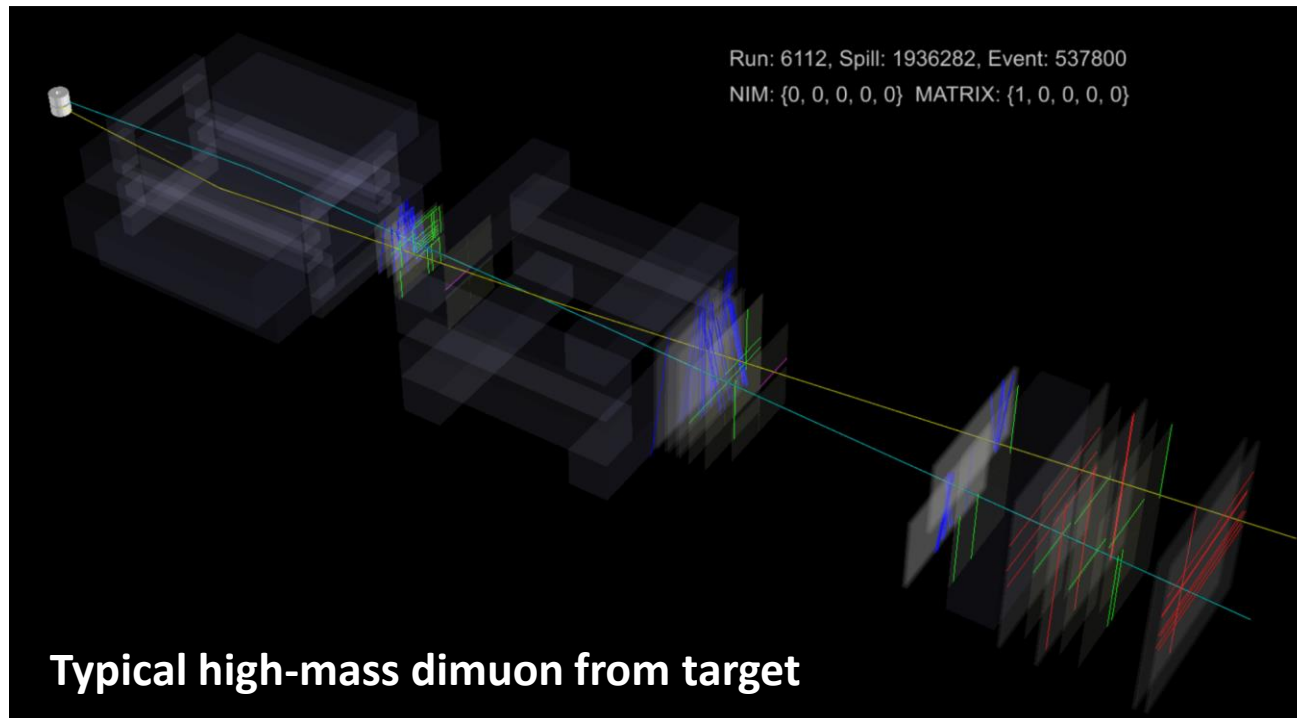 Run: 6112, Spill: 1936282, Event: 537800
NIM: {0, 0, 0, 0, 0} MATRIX: {1, 0, 0, 0, 0}
Typical high-mass dimuon from target